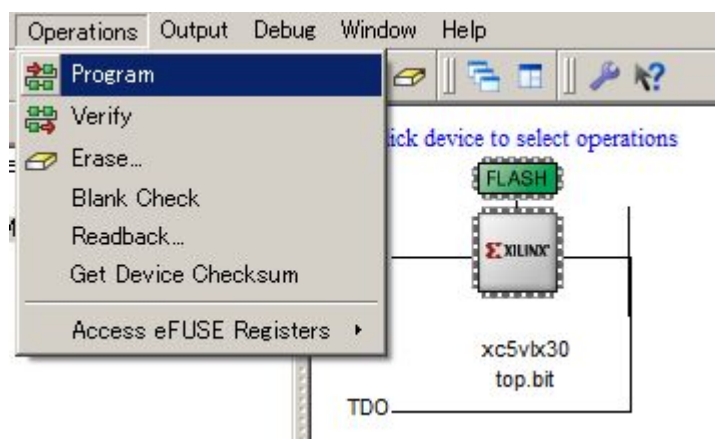 Operations Output Debug Window Help
Program
Verify
Erase...
Blank Check
Readback...
Get Device Checksum
Access eFUSE Registers
ick device to select operations
FLASH
XILINX
xc5vlx30
top.bit
TDO